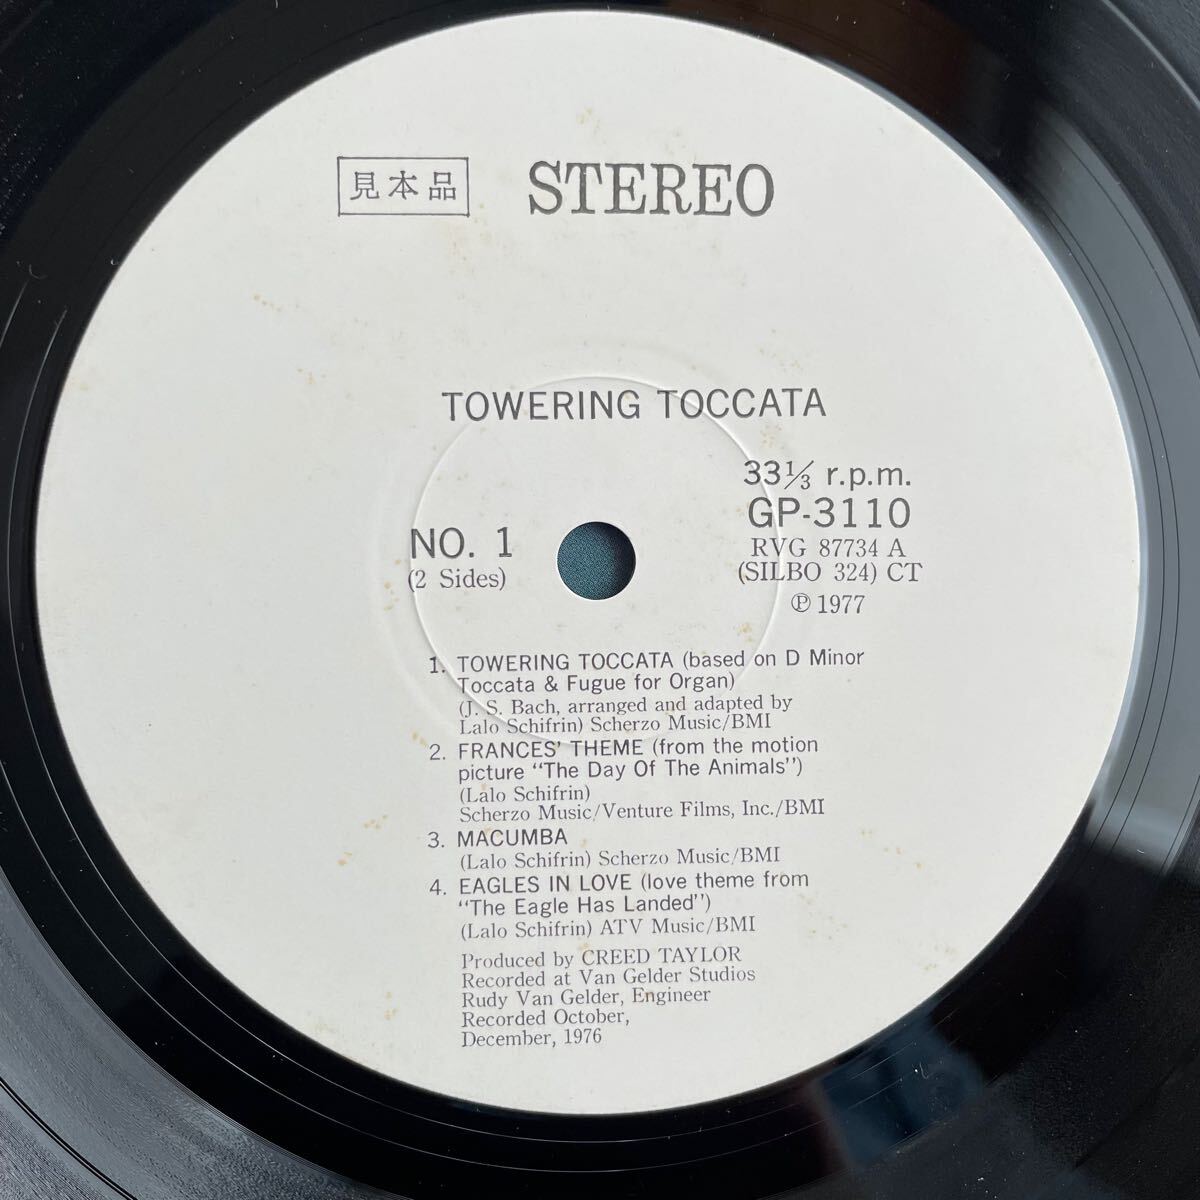 見本品 STEREO
TOWERING TOCCATA
33⅓ r.p.m.
GP-3110
NO. 1
RVG 87734 A
(2 Sides)
(SILBO 324) CT
℗ 1977
1. TOWERING TOCCATA (based on D Minor
Toccata & Fugue for Organ)
(J. S. Bach, arranged and adapted by
Lalo Schifrin) Scherzo Music/BMI
2. FRANCES' THEME (from the motion
picture "The Day Of The Animals")
(Lalo Schifrin)
Scherzo Music/Venture Films, Inc./BMI
3. MACUMBA
(Lalo Schifrin) Scherzo Music/BMI
4. EAGLES IN LOVE (love theme from
"The Eagle Has Landed")
(Lalo Schifrin) ATV Music/BMI
Produced by CREED TAYLOR
Recorded at Van Gelder Studios
Rudy Van Gelder, Engineer
Recorded October,
December, 1976